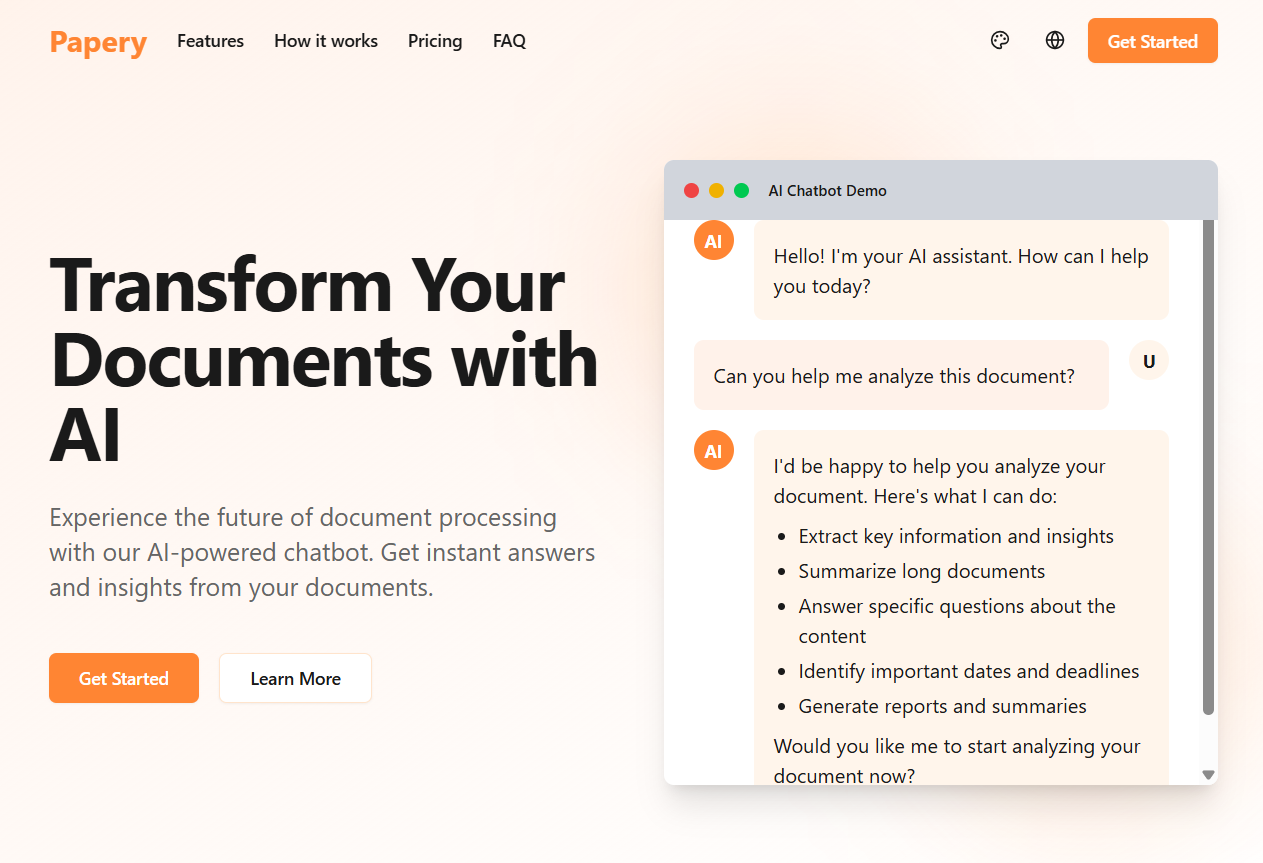 Papery Features How it works Pricing FAQ Get Started
Transform Your
Documents with
AI
Experience the future of document processing
with our AI-powered chatbot. Get instant answers
and insights from your documents.
Get Started Learn More
AI Chatbot Demo
AI
Hello! I'm your AI assistant. How can I help
you today?
Can you help me analyze this document?
U
AI
I'd be happy to help you analyze your
document. Here's what I can do:
• Extract key information and insights
• Summarize long documents
• Answer specific questions about the
content
• Identify important dates and deadlines
• Generate reports and summaries
Would you like me to start analyzing your
document now?